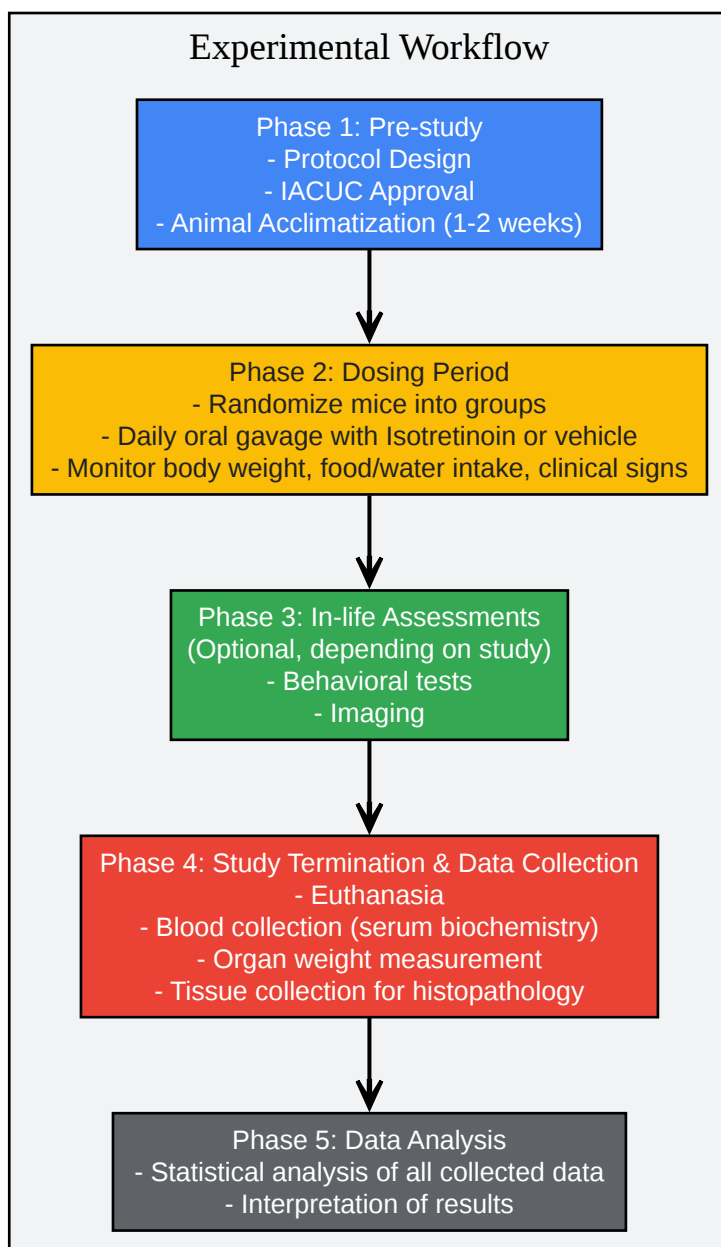 Experimental Workflow
Phase 1: Pre-study
- Protocol Design
- IACUC Approval
- Animal Acclimatization (1-2 weeks)
Phase 2: Dosing Period
- Randomize mice into groups
- Daily oral gavage with Isotretinoin or vehicle
- Monitor body weight, food/water intake, clinical signs
Phase 3: In-life Assessments
(Optional, depending on study)
- Behavioral tests
- Imaging
Phase 4: Study Termination & Data Collection
- Euthanasia
- Blood collection (serum biochemistry)
- Organ weight measurement
- Tissue collection for histopathology
Phase 5: Data Analysis
- Statistical analysis of all collected data
- Interpretation of results